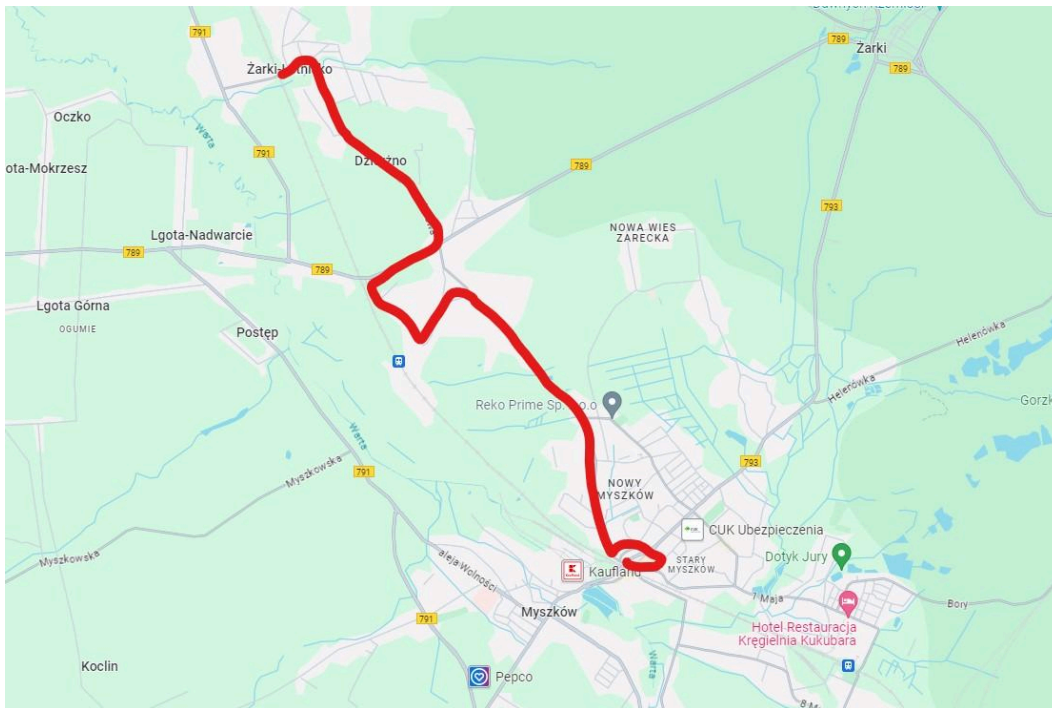 791
789
Żarki
789
Oczko
791
789
ota-Mokrzesz
793
Lgota-Nadwarcie
NOWA WIEŚ
ŻARECKA
789
789
Lgota Górna
OGUMIE
Postęp
Helenówka
Helenówka
Gorzk
Reko Prime Sp.
o.o
Warta
Warta
793
791
Myszkowska
NOWY
MYSZKÓW
CUK Ubezpieczenia
Myszkowska
aleja Wolności
STARY
MYSZKÓW
Dotyk Jury
Kaufland
Myszków
1 Maja
Bory
791
Hotel Restauracja
Kręgielnia Kukubara
Koclin
Warta
Pepco